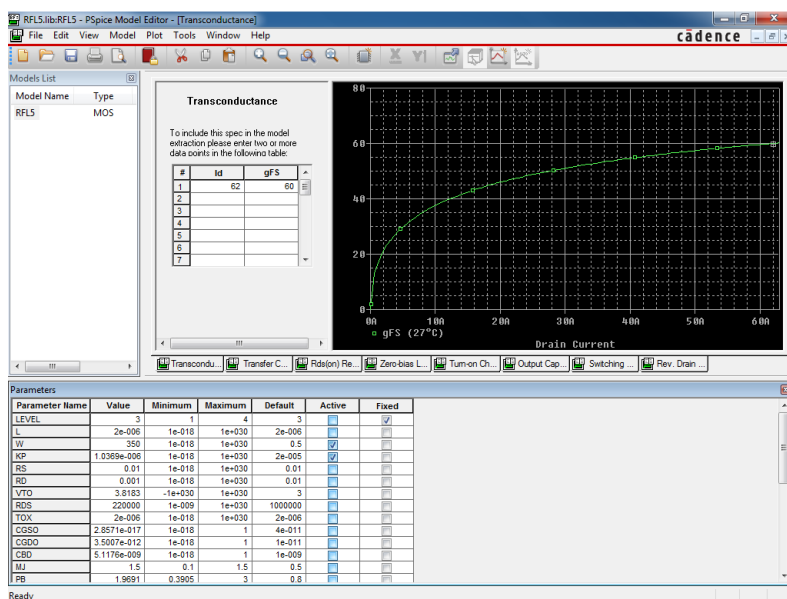 RFL5.lib:RFL5 - PSpice Model Editor - [Transconductance]
File Edit View Model Plot Tools Window Help
cādence
Models List
Model Name Type
RFL5 MOS
Transconductance
To include this spec in the model
extraction please enter two or more
data points in the following table:
# Id gFS
1 62 60
2
3
4
5
6
7
80
60
40
20
0
0A 10A 20A 30A 40A 50A 60A
gFS (27°C)
Drain Current
Transcondu... Transfer C... Rds(on) Re... Zero-bias L... Turn-on Ch... Output Cap... Switching ... Rev. Drain ...
Parameters
Parameter Name Value Minimum Maximum Default Active Fixed
LEVEL 3 1 4 3
L 2e-006 1e-018 1e+030 2e-006
W 350 1e-018 1e+030 0.5
KP 1.0369e-006 1e-018 1e+030 2e-005
RS 0.01 1e-018 1e+030 0.01
RD 0.001 1e-018 1e+030 0.01
VTO 3.8183 -1e+030 1e+030 3
RDS 220000 1e-009 1e+030 1000000
TOX 2e-006 1e-018 1e+030 2e-006
CGSO 2.8571e-017 1e-018 1 4e-011
CGDO 3.5007e-012 1e-018 1 1e-011
CBD 5.1176e-009 1e-018 1 1e-009
MJ 1.5 0.1 1.5 0.5
PB 1.9691 0.3905 3 0.8
Ready